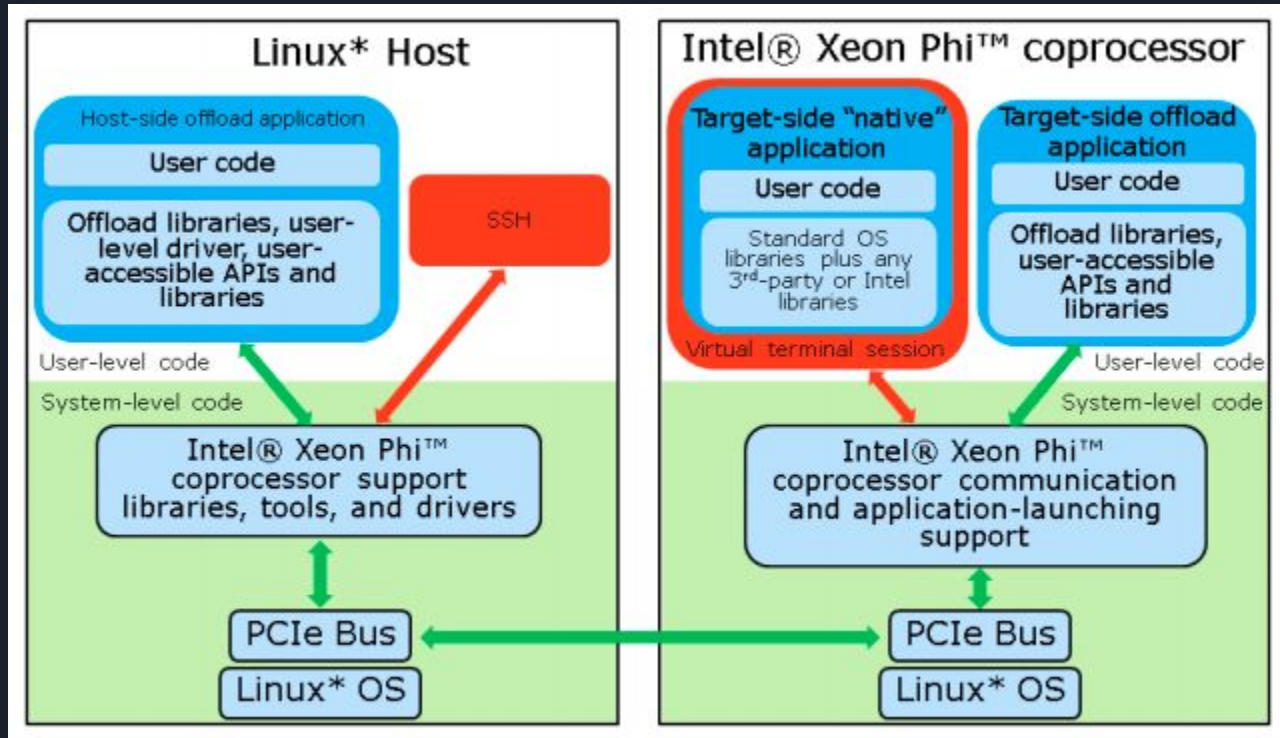 Linux* Host
Host-side offload application
User code
Offload libraries, user-
level driver, user-
accessible APIs and
libraries
SSH
User-level code
System-level code
Intel® Xeon Phi™
coprocessor support
libraries, tools, and drivers
PCIe Bus
Linux* OS
Intel® Xeon Phi™ coprocessor
Target-side “native”
application
User code
Standard OS
libraries plus any
3rd-party or Intel
libraries
Virtual terminal session
Target-side offload
application
User code
Offload libraries,
user-accessible
APIs and
libraries
User-level code
System-level code
Intel® Xeon Phi™
coprocessor communication
and application-launching
support
PCIe Bus
Linux* OS